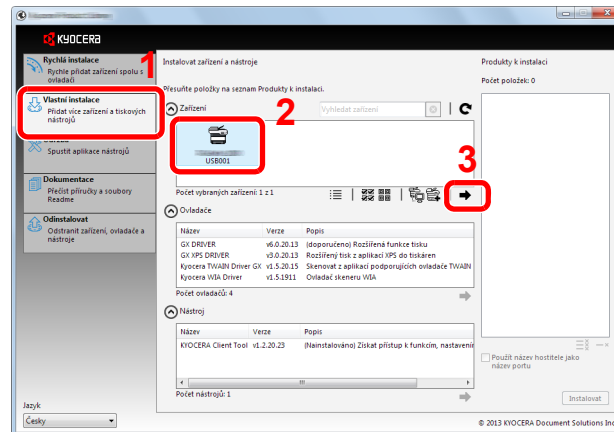 KYOCERA
Rychlá instalace
Rychle přidat zařízení spolu s
ovladači
1
Vlastní instalace
Přidat více zařízení a tiskových
nástrojů
Spustit aplikace nástrojů
Dokumentace
Přečíst příručky a soubory
Readme
Odinstalovat
Odstranit zařízení, ovladače a
nástroje
Jazyk
Česky
Instalovat zařízení a nástroje
Přesuňte položky na seznam Produkty k instalaci.
Zařízení
Vyhledat zařízení
2
USB001
3
Počet vybraných zařízení: 1 z 1
Ovladače
Název Verze Popis
GX DRIVER v6.0.20.13 (doporučeno) Rozšířená funkce tisku
GX XPS DRIVER v3.0.20.13 Rozšířený tisk z aplikací XPS do tiskáren
Kyocera TWAIN Driver GX v1.5.20.15 Skenovat z aplikací podporujících ovladače TWAIN
Kyocera WIA Driver v1.5.1911 Ovladač skeneru WIA
Počet ovladačů: 4
Nástroj
Název Verze Popis
KYOCERA Client Tool v1.2.20.23 (Nainstalováno) Získat přístup k funkcím, nastavením
Počet nástrojů: 1
Produkty k instalaci
Počet položek: 0
Použít název hostitele jako
název portu
Instalovat
© 2013 KYOCERA Document Solutions Inc.